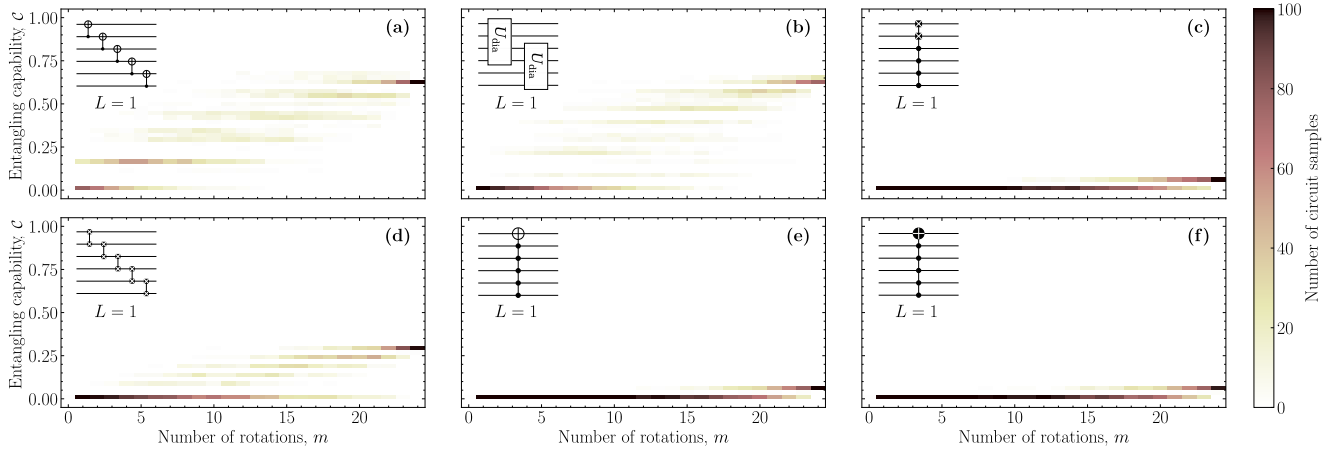 1.00
0.75
0.50
0.25
0.00
Entangling capability, 𝒞
L = 1
(a)
U_dia
U_dia
L = 1
(b)
L = 1
(c)
1.00
0.75
0.50
0.25
0.00
Entangling capability, 𝒞
L = 1
(d)
0 5 10 15 20
Number of rotations, m
L = 1
(e)
5 10 15 20
Number of rotations, m
L = 1
(f)
5 10 15 20
Number of rotations, m
100
80
60
40
20
0
Number of circuit samples